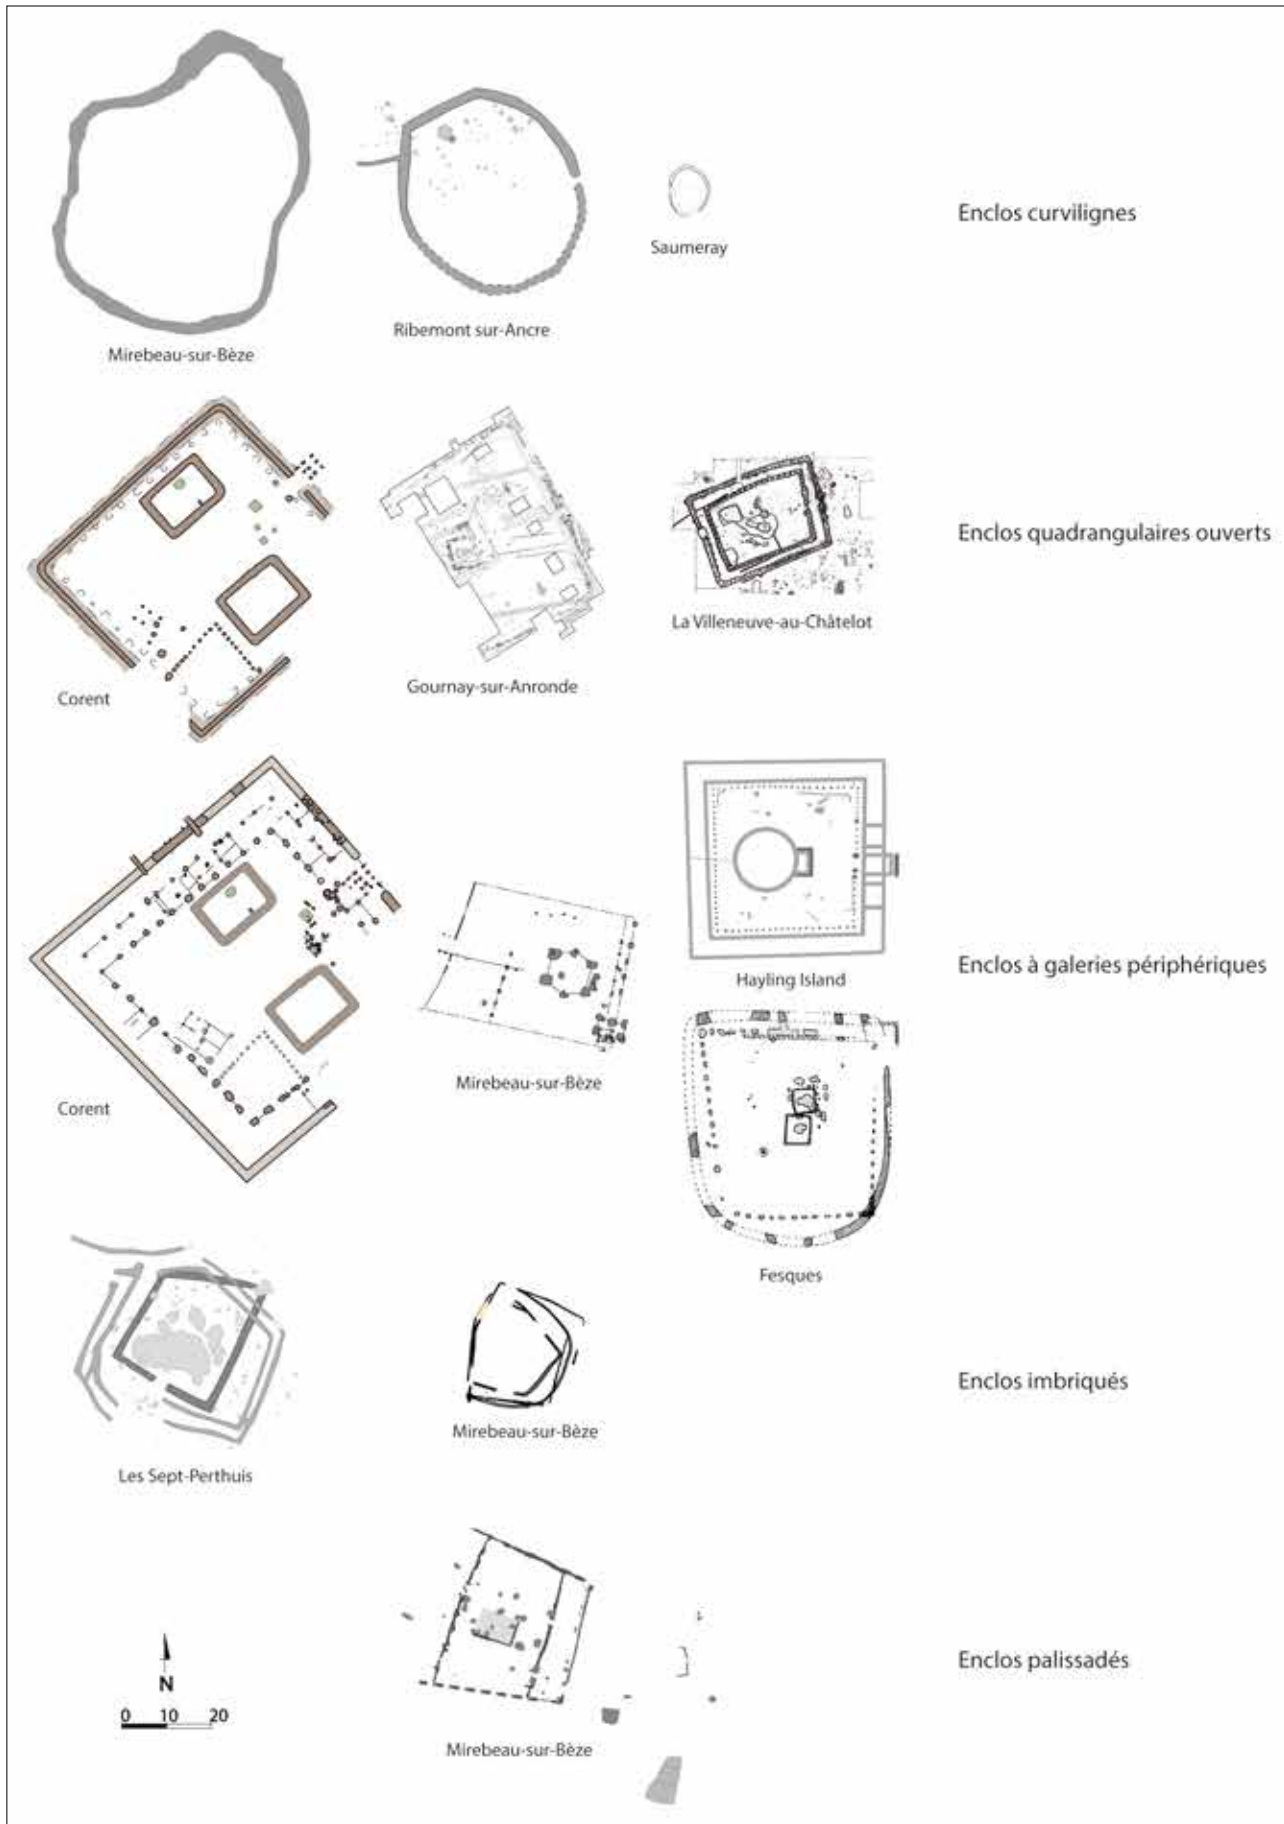 Enclos curvilignes
Saumeray
Ribemont sur-Ancre
Mirebeau-sur-Bèze
Enclos quadrangulaires ouverts
La Villeneuve-au-Châtelot
Gournay-sur-Anronde
Corent
Hayling Island
Enclos à galeries périphériques
Mirebeau-sur-Bèze
Corent
Fesques
Enclos imbriqués
Mirebeau-sur-Bèze
Les Sept-Perthuis
Enclos palissadés
N
0 10 20
Mirebeau-sur-Bèze